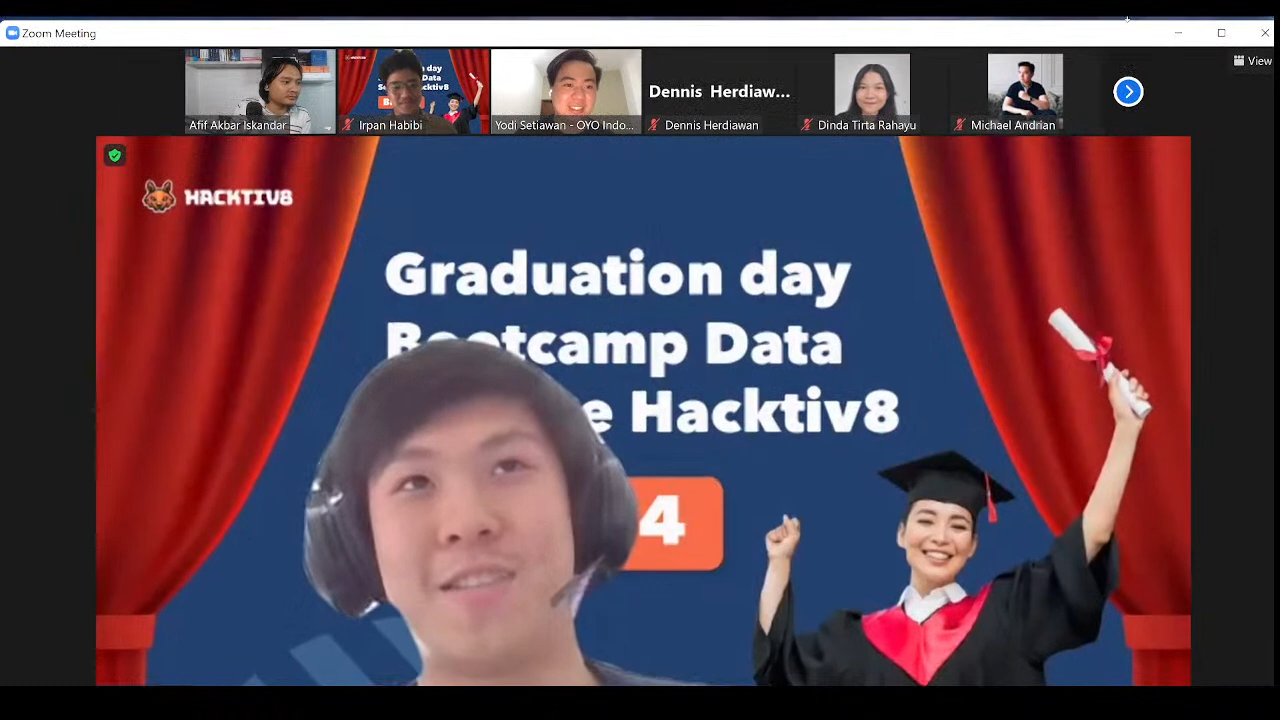 Zoom Meeting
View
Afif Akbar Iskandar
Irpan Habibi
Yodi Setiawan - OYO Indo...
Dennis Herdiaw...
Dennis Herdiawan
Dinda Tirta Rahayu
Michael Andrian
HACKTIV8
Graduation day
Bootcamp Data
e Hacktiv8
4